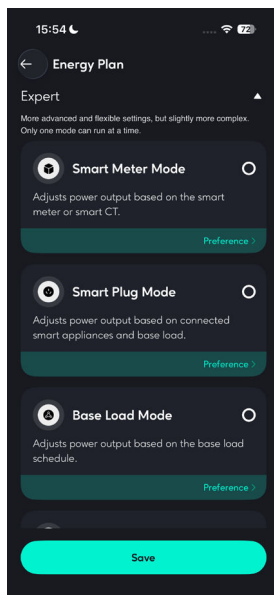 15:54
72
Energy Plan
Expert
More advanced and flexible settings, but slightly more complex.
Only one mode can run at a time.
Smart Meter Mode
Adjusts power output based on the smart
meter or smart CT.
Preference
Smart Plug Mode
Adjusts power output based on connected
smart appliances and base load.
Preference
Base Load Mode
Adjusts power output based on the base load
schedule.
Preference
Save